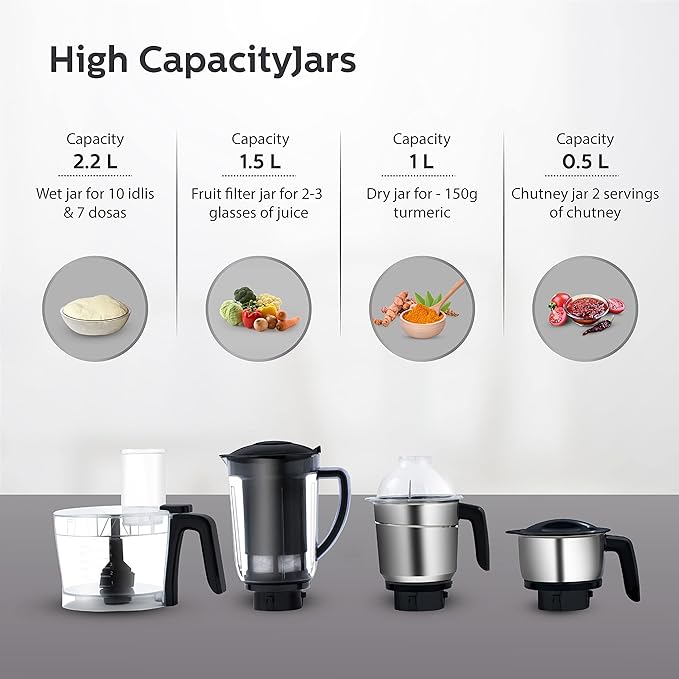 High CapacityJars
Capacity
2.2 L
Wet jar for 10 idlis
& 7 dosas
Capacity
1.5 L
Fruit filter jar for 2-3
glasses of juice
Capacity
1 L
Dry jar for - 150g
turmeric
Capacity
0.5 L
Chutney jar 2 servings
of chutney